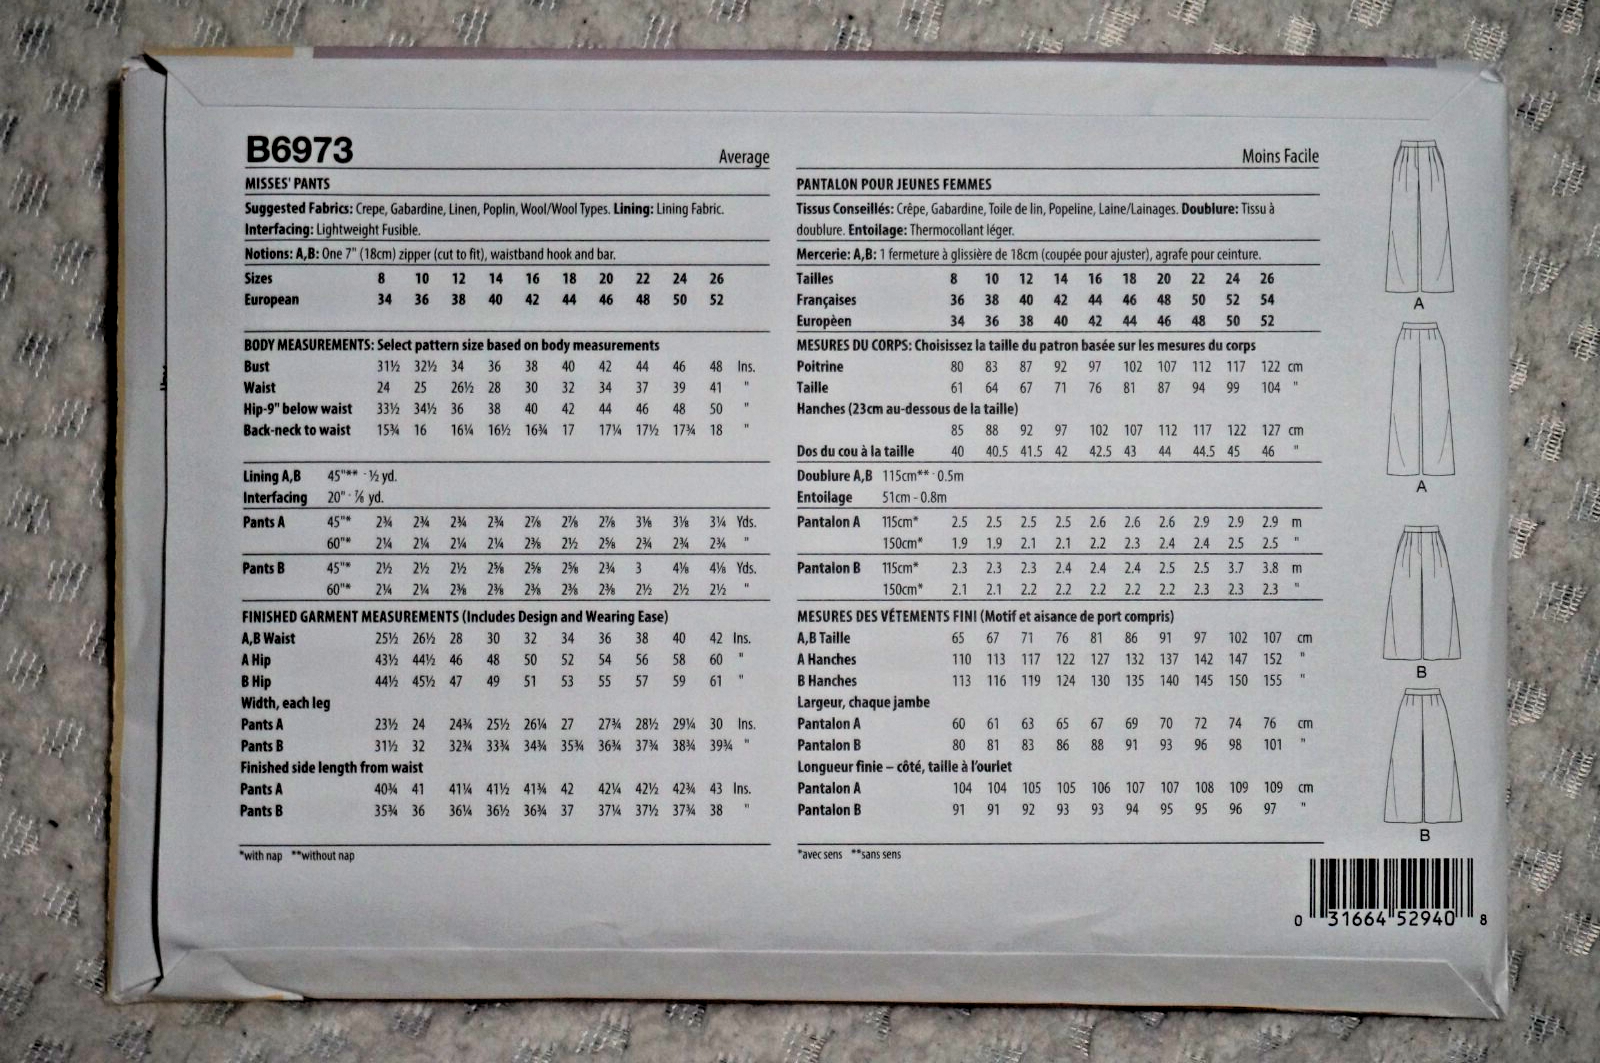 B6973
Average
MISSES' PANTS
Suggested Fabrics: Crepe, Gabardine, Linen, Poplin, Wool/Wool Types. Lining: Lining Fabric.
Interfacing: Lightweight Fusible.
Notions: A,B: One 7" (18cm) zipper (cut to fit), waistband hook and bar.
Sizes 8 10 12 14 16 18 20 22 24 26
European 34 36 38 40 42 44 46 48 50 52
BODY MEASUREMENTS: Select pattern size based on body measurements
Bust 31½ 32½ 34 36 38 40 42 44 46 48 Ins.
Waist 24 25 26½ 28 30 32 34 37 39 41 "
Hip-9" below waist 33½ 34½ 36 38 40 42 44 46 48 50 "
Back-neck to waist 15¾ 16 16¼ 16½ 16¾ 17 17¼ 17½ 17¾ 18 "
Lining A,B 45"** · ½ yd.
Interfacing 20" · ⅞ yd.
Pants A 45"* 2¾ 2¾ 2¾ 2¾ 2⅞ 2⅞ 2⅞ 3⅛ 3⅛ 3¼ Yds.
60"* 2¼ 2¼ 2¼ 2¼ 2⅜ 2½ 2⅝ 2¾ 2¾ 2¾ "
Pants B 45"* 2½ 2½ 2½ 2⅝ 2⅝ 2⅝ 2¾ 3 4⅛ 4⅛ Yds.
60"* 2¼ 2¼ 2⅜ 2⅜ 2⅜ 2⅜ 2⅜ 2½ 2½ 2½ "
FINISHED GARMENT MEASUREMENTS (Includes Design and Wearing Ease)
A,B Waist 25½ 26½ 28 30 32 34 36 38 40 42 Ins.
A Hip 43½ 44½ 46 48 50 52 54 56 58 60 "
B Hip 44½ 45½ 47 49 51 53 55 57 59 61 "
Width, each leg
Pants A 23½ 24 24¾ 25½ 26¼ 27 27¾ 28½ 29¼ 30 Ins.
Pants B 31½ 32 32¾ 33¾ 34¾ 35¾ 36¾ 37¾ 38¾ 39¾ "
Finished side length from waist
Pants A 40¾ 41 41¼ 41½ 41¾ 42 42¼ 42½ 42¾ 43 Ins.
Pants B 35¾ 36 36¼ 36½ 36¾ 37 37¼ 37½ 37¾ 38 "
*with nap **without nap
Moins Facile
PANTALON POUR JEUNES FEMMES
Tissus Conseillés: Crêpe, Gabardine, Toile de lin, Popeline, Laine/Lainages. Doublure: Tissu à
doublure. Entoilage: Thermocollant léger.
Mercerie: A,B: 1 fermeture à glissière de 18cm (coupée pour ajuster), agrafe pour ceinture.
Tailles 8 10 12 14 16 18 20 22 24 26
Françaises 36 38 40 42 44 46 48 50 52 54
Europèen 34 36 38 40 42 44 46 48 50 52
MESURES DU CORPS: Choisissez la taille du patron basée sur les mesures du corps
Poitrine 80 83 87 92 97 102 107 112 117 122 cm
Taille 61 64 67 71 76 81 87 94 99 104 "
Hanches (23cm au-dessous de la taille)
85 88 92 97 102 107 112 117 122 127 cm
Dos du cou à la taille 40 40.5 41.5 42 42.5 43 44 44.5 45 46 "
Doublure A,B 115cm** · 0.5m
Entoilage 51cm - 0.8m
Pantalon A 115cm* 2.5 2.5 2.5 2.5 2.6 2.6 2.6 2.9 2.9 2.9 m
150cm* 1.9 1.9 2.1 2.1 2.2 2.3 2.4 2.4 2.5 2.5 "
Pantalon B 115cm* 2.3 2.3 2.3 2.4 2.4 2.4 2.5 2.5 3.7 3.8 m
150cm* 2.1 2.1 2.2 2.2 2.2 2.2 2.2 2.3 2.3 2.3 "
MESURES DES VÉTEMENTS FINI (Motif et aisance de port compris)
A,B Taille 65 67 71 76 81 86 91 97 102 107 cm
A Hanches 110 113 117 122 127 132 137 142 147 152 "
B Hanches 113 116 119 124 130 135 140 145 150 155 "
Largeur, chaque jambe
Pantalon A 60 61 63 65 67 69 70 72 74 76 cm
Pantalon B 80 81 83 86 88 91 93 96 98 101 "
Longueur finie – côté, taille à l'ourlet
Pantalon A 104 104 105 105 106 107 107 108 109 109 cm
Pantalon B 91 91 92 93 93 94 95 95 96 97 "
*avec sens **sans sens
A
A
B
B
0 31664 52940 8